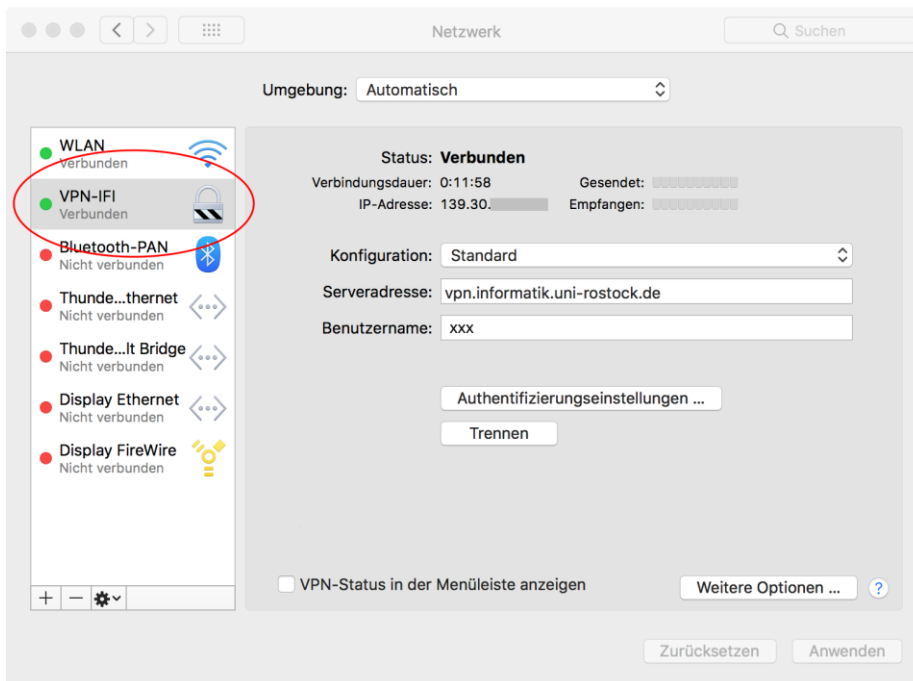 Netzwerk
Suchen
Umgebung: Automatisch
WLAN
Verbunden
VPN-IFI
Verbunden
Bluetooth-PAN
Nicht verbunden
Thunde...thernet
Nicht verbunden
Thunde...lt Bridge
Nicht verbunden
Display Ethernet
Nicht verbunden
Display FireWire
Nicht verbunden
Status: Verbunden
Verbindungsdauer: 0:11:58 Gesendet:
IP-Adresse: 139.30. Empfangen:
Konfiguration: Standard
Serveradresse: vpn.informatik.uni-rostock.de
Benutzername: xxx
Authentifizierungseinstellungen ...
Trennen
VPN-Status in der Menüleiste anzeigen
Weitere Optionen ... ?
Zurücksetzen Anwenden